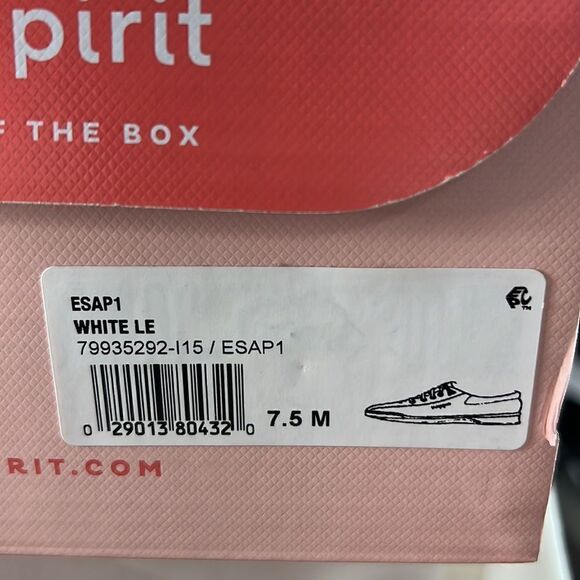 pirit
F THE BOX
ESAP1
WHITE LE
79935292-I15 / ESAP1
0 29013 80432 0
7.5 M
RIT.COM